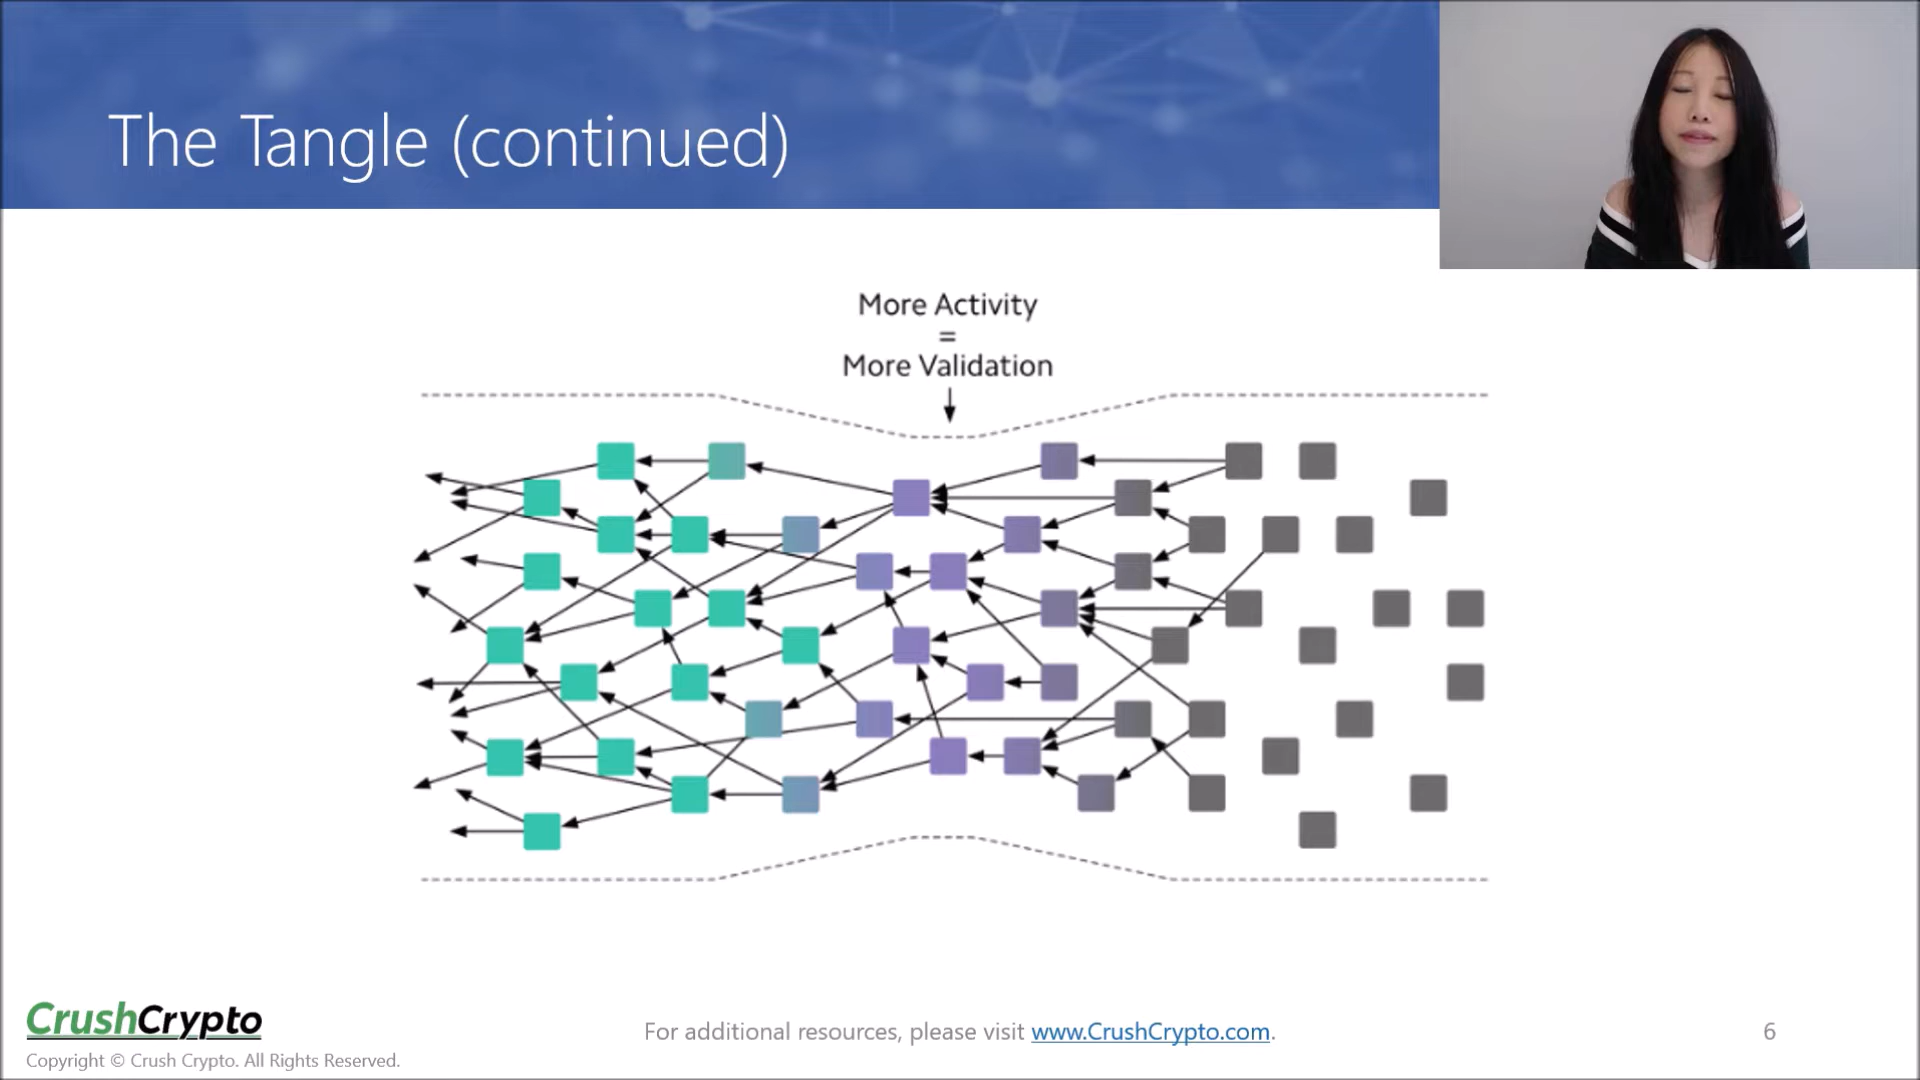 The Tangle (continued)
More Activity
=
More Validation
CrushCrypto
Copyright © Crush Crypto. All Rights Reserved.
For additional resources, please visit www.CrushCrypto.com.
6